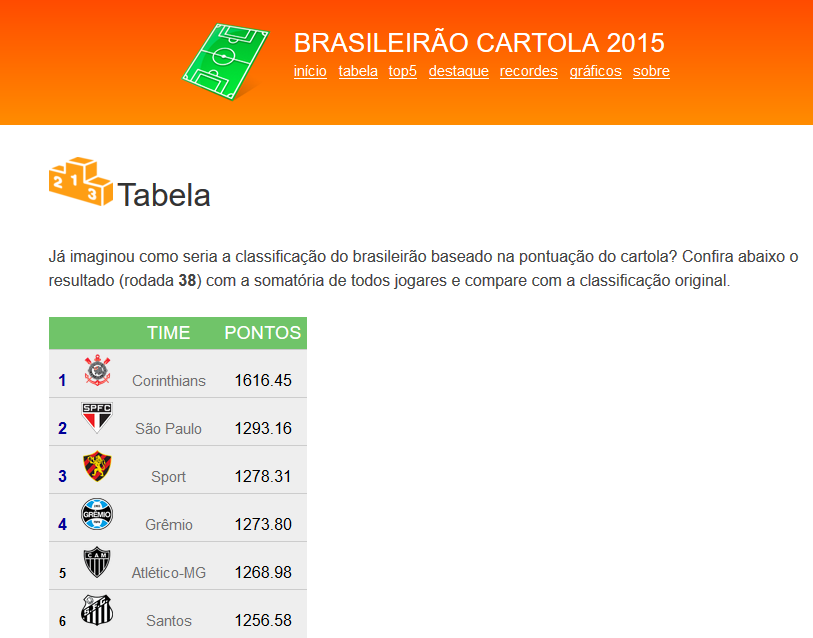 BRASILEIRÃO CARTOLA 2015
início tabela top5 destaque recordes gráficos sobre
2 1 3
Tabela
Já imaginou como seria a classificação do brasileirão baseado na pontuação do cartola? Confira abaixo o
resultado (rodada 38) com a somatória de todos jogares e compare com a classificação original.
TIME PONTOS
1 Corinthians 1616.45
2 SPFC São Paulo 1293.16
3 Sport 1278.31
4 GRÊMIO Grêmio 1273.80
5 CAM Atlético-MG 1268.98
6 Santos 1256.58